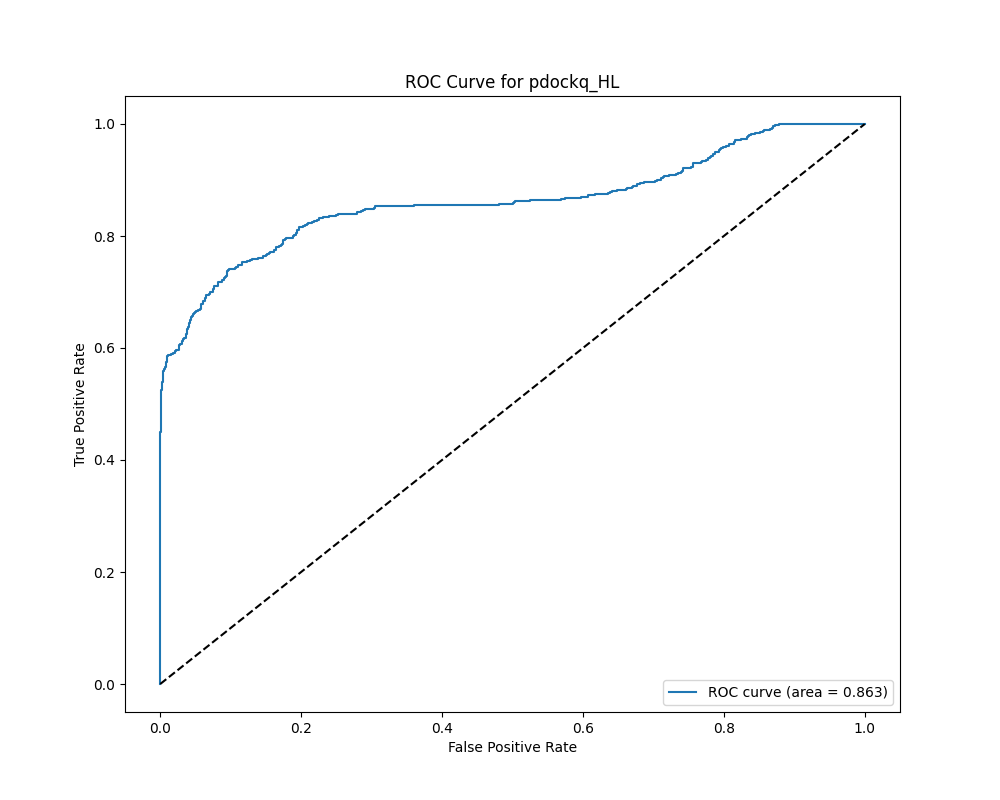 ROC Curve for pdockq_HL
True Positive Rate
1.0
0.8
0.6
0.4
0.2
0.0
ROC curve (area = 0.863)
0.0 0.2 0.4 0.6 0.8 1.0
False Positive Rate